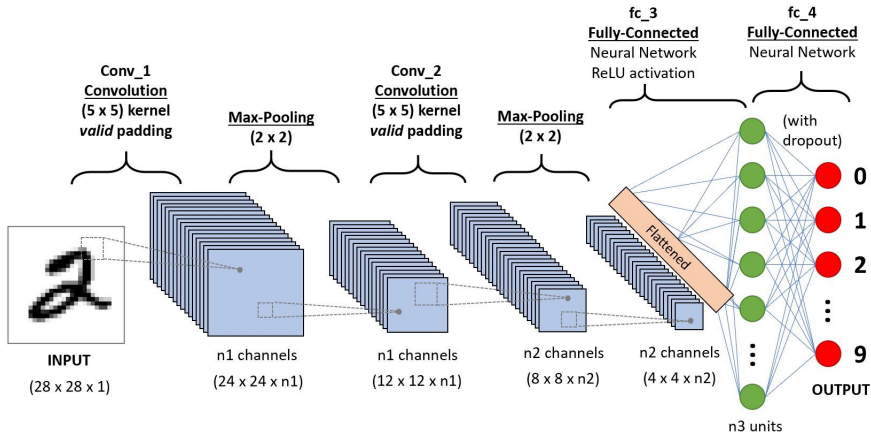 fc_3
Fully-Connected
Neural Network
ReLU activation
fc_4
Fully-Connected
Neural Network
Conv_1
Convolution
(5 x 5) kernel
valid padding
Max-Pooling
(2 x 2)
Conv_2
Convolution
(5 x 5) kernel
valid padding
Max-Pooling
(2 x 2)
(with
dropout)
2
Flattened
0
1
2
9
INPUT
(28 x 28 x 1)
n1 channels
(24 x 24 x n1)
n1 channels
(12 x 12 x n1)
n2 channels
(8 x 8 x n2)
n2 channels
(4 x 4 x n2)
OUTPUT
n3 units